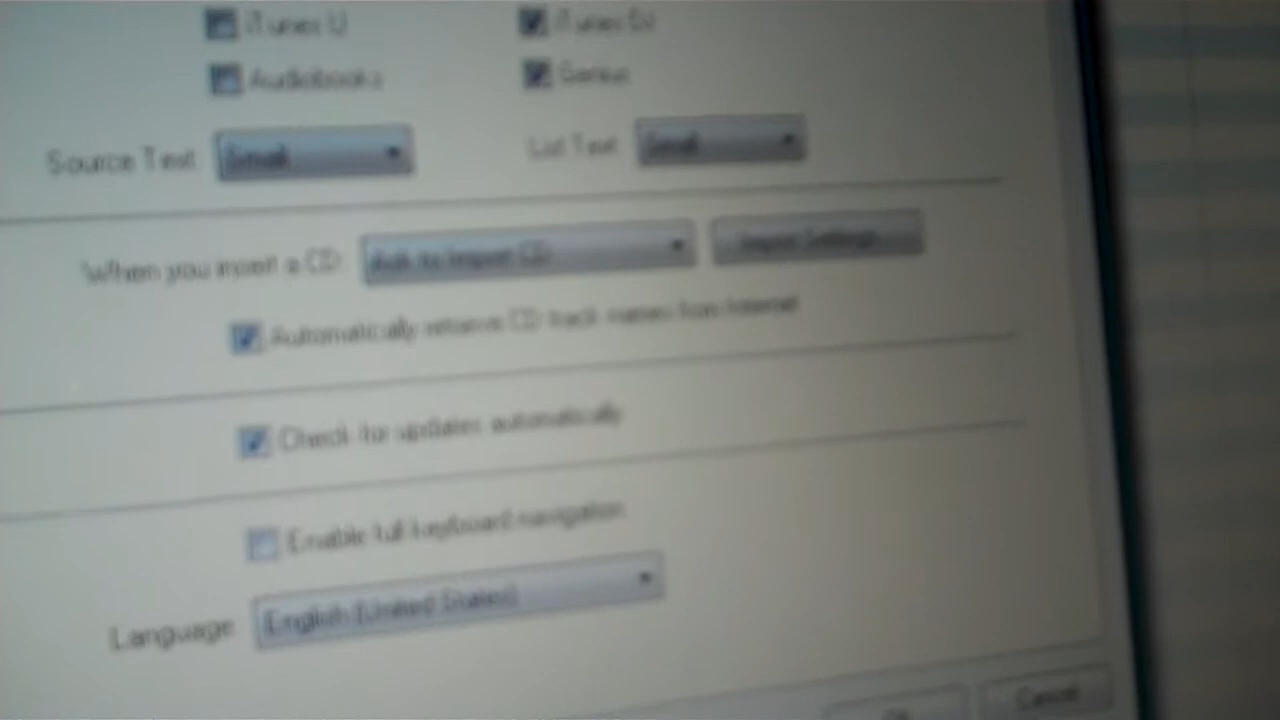 iTunes U iTunes DJ
Audiobooks Genius
Source Text Small List Text Small
When you insert a CD: Ask to Import CD Import Settings...
Automatically retrieve CD track names from Internet
Check for updates automatically
Enable full keyboard navigation
Language English (United States)
OK Cancel